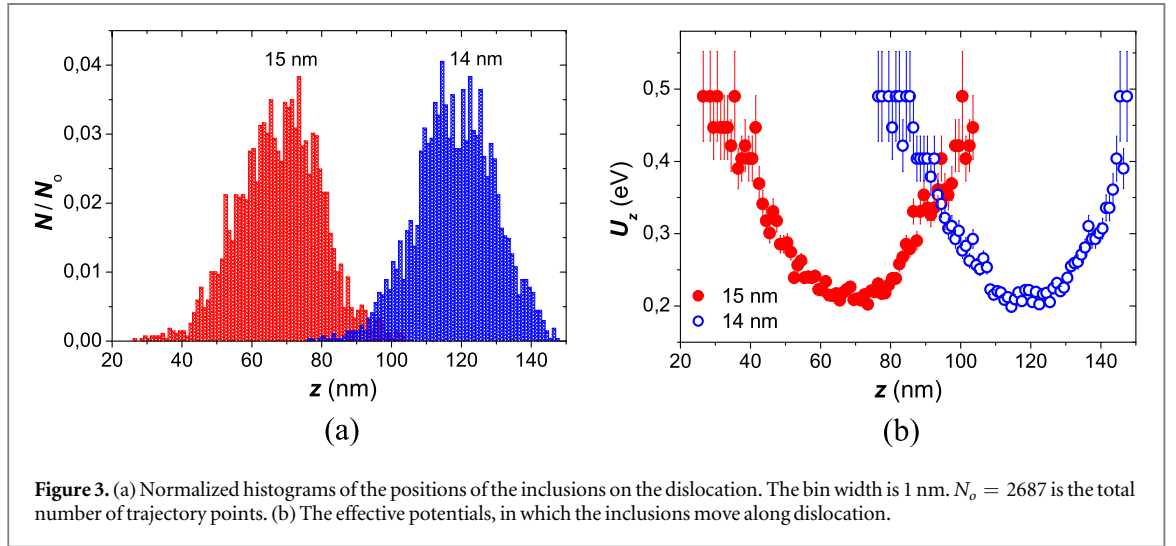 0,04
0,03
0,02
0,01
0,00
N/N₀
15 nm
14 nm
20 40 60 80 100 120 140
z (nm)
(a)
0,5
0,4
0,3
0,2
U_z (eV)
15 nm
14 nm
20 40 60 80 100 120 140
z (nm)
(b)
Figure 3. (a) Normalized histograms of the positions of the inclusions on the dislocation. The bin width is 1 nm. N_o = 2687 is the total
number of trajectory points. (b) The effective potentials, in which the inclusions move along dislocation.